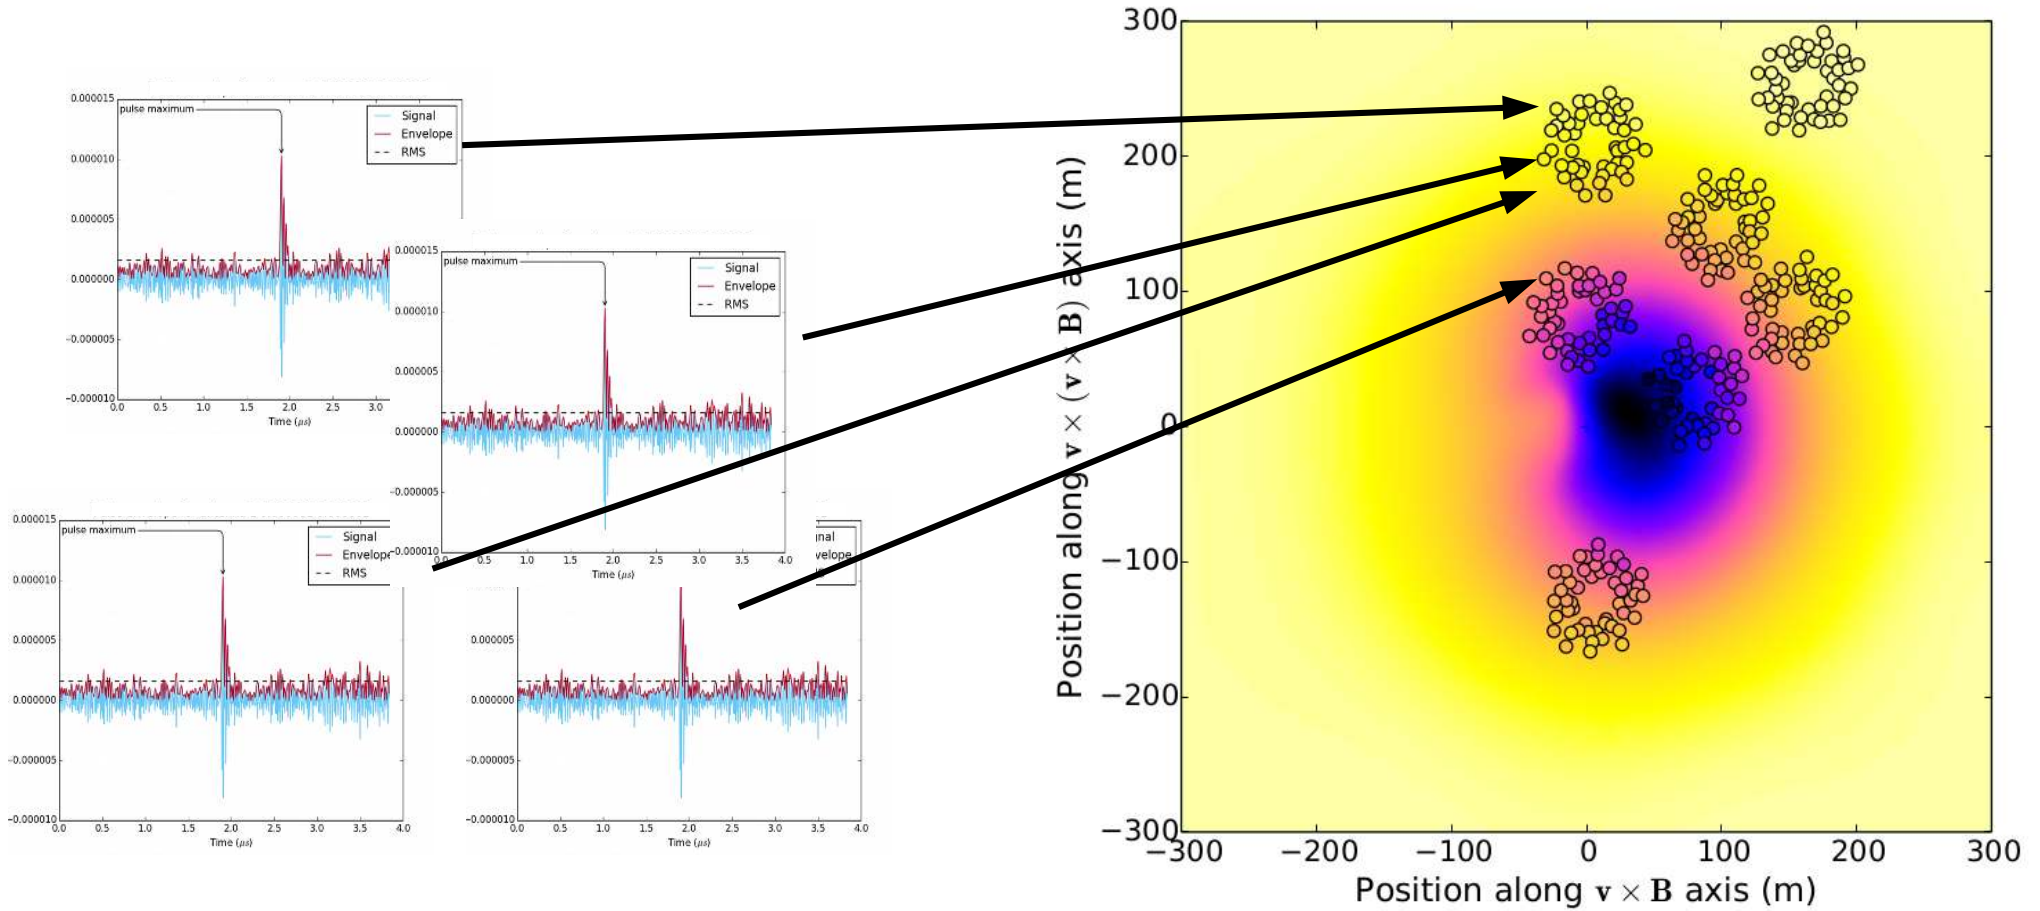 0.000015
pulse maximum
Signal
Envelope
RMS
0.000010
0.000005
0.000000
−0.000005
−0.000010
0.0 0.5 1.0 1.5 2.0 2.5 3.0
Time (μs)
0.000015
pulse maximum
Signal
Envelope
RMS
0.000010
0.000005
0.000000
−0.000005
−0.000010
0.0 0.5 1.0 1.5 2.0 2.5 3.0 3.5 4.0
Time (μs)
0.000015
pulse maximum
Signal
Envelope
RMS
0.000010
0.000005
0.000000
−0.000005
−0.000010
0.0 0.5 1.0 1.5 2.0 2.5 3.0 3.5 4.0
Time (μs)
nal
velope
0.000005
0.000000
−0.000005
−0.000010
0.0 0.5 1.0 1.5 2.0 2.5 3.0 3.5 4.0
Time (μs)
Position along v × (v × B) axis (m)
300
200
100
0
−100
−200
−300
−300 −200 −100 0 100 200 300
Position along v × B axis (m)